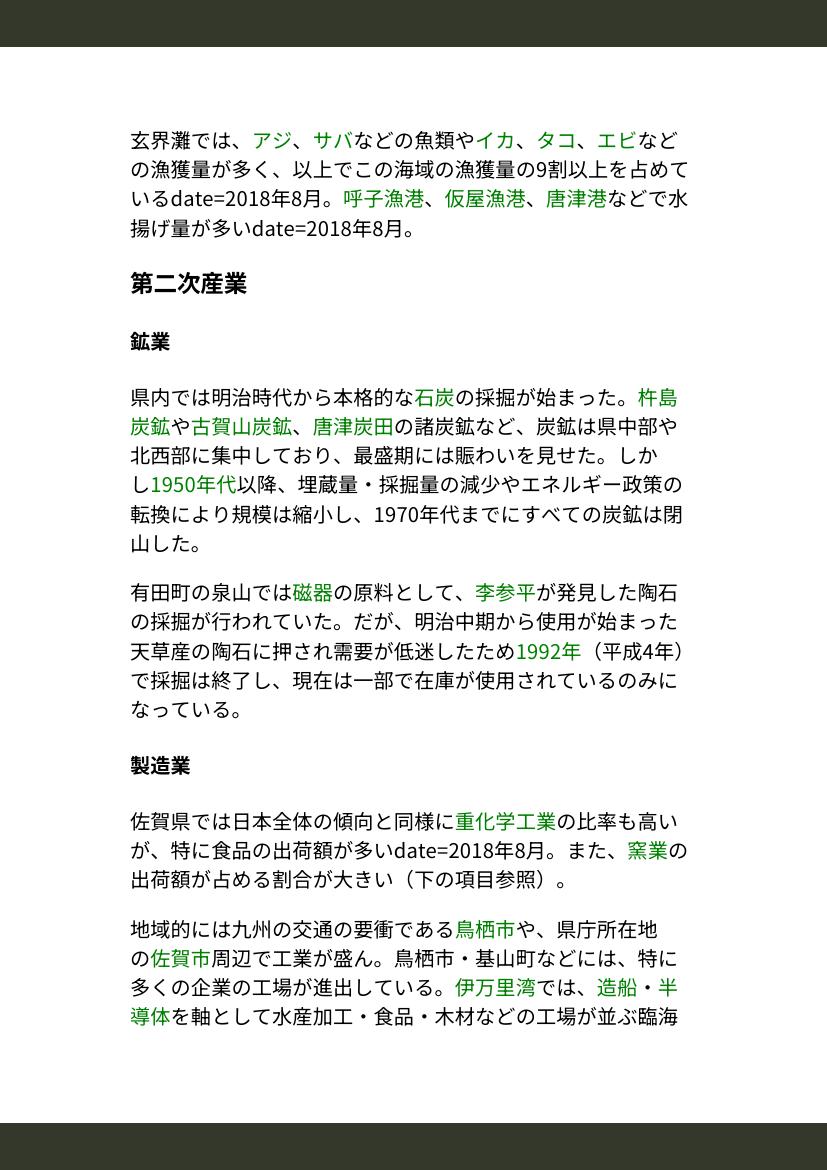 玄界灘では、アジ、サバなどの魚類やイカ、タコ、エビなど
の漁獲量が多く、以上でこの海域の漁獲量の9割以上を占めて
いるdate=2018年8月。呼子漁港、仮屋漁港、唐津港などで水
揚げ量が多いdate=2018年8月。
第二次産業
鉱業
県内では明治時代から本格的な石炭の採掘が始まった。杵島
炭鉱や古賀山炭鉱、唐津炭田の諸炭鉱など、炭鉱は県中部や
北西部に集中しており、最盛期には賑わいを見せた。しか
し1950年代以降、埋蔵量・採掘量の減少やエネルギー政策の
転換により規模は縮小し、1970年代までにすべての炭鉱は閉
山した。
有田町の泉山では磁器の原料として、李参平が発見した陶石
の採掘が行われていた。だが、明治中期から使用が始まった
天草産の陶石に押され需要が低迷したため1992年（平成4年）
で採掘は終了し、現在は一部で在庫が使用されているのみに
なっている。
製造業
佐賀県では日本全体の傾向と同様に重化学工業の比率も高い
が、特に食品の出荷額が多いdate=2018年8月。また、窯業の
出荷額が占める割合が大きい（下の項目参照）。
地域的には九州の交通の要衝である鳥栖市や、県庁所在地
の佐賀市周辺で工業が盛ん。鳥栖市・基山町などには、特に
多くの企業の工場が進出している。伊万里湾では、造船・半
導体を軸として水産加工・食品・木材などの工場が並ぶ臨海